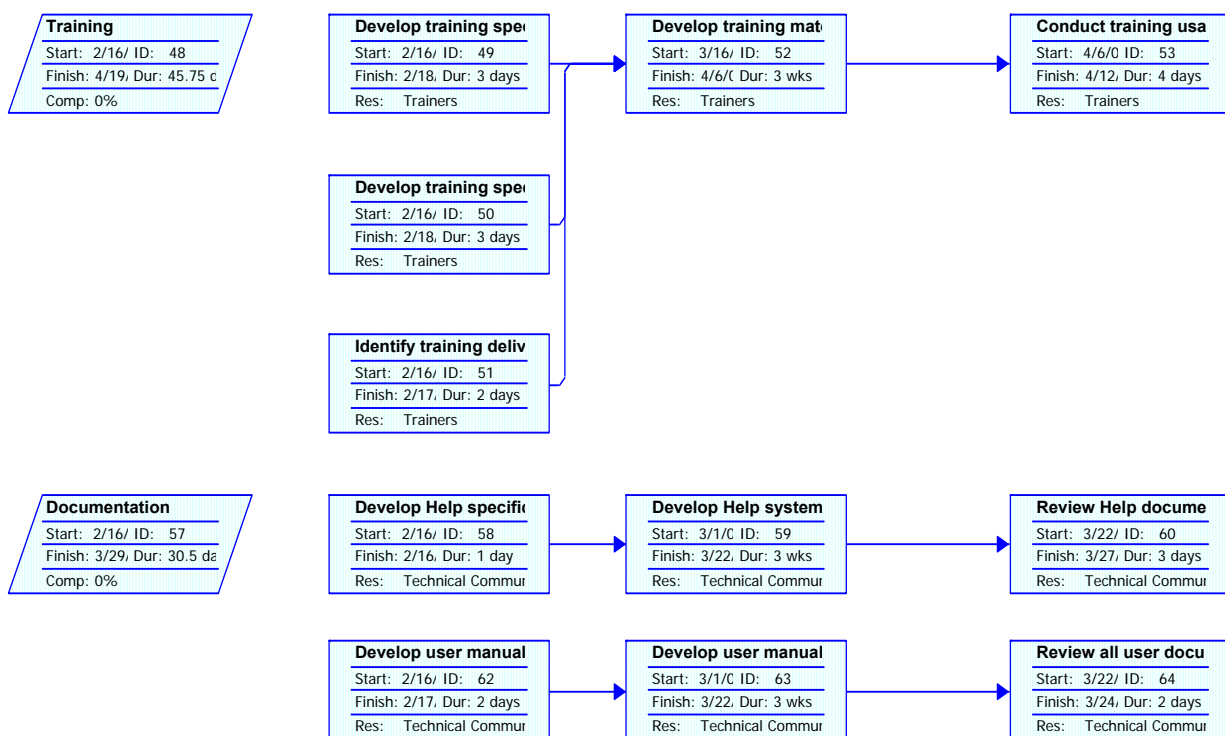 Training
Start: 2/16/ ID: 48
Finish: 4/19/ Dur: 45.75 d
Comp: 0%
Develop training spe
Start: 2/16/ ID: 49
Finish: 2/18/ Dur: 3 days
Res: Trainers
Develop training mat
Start: 3/16/ ID: 52
Finish: 4/6/0 Dur: 3 wks
Res: Trainers
Conduct training usa
Start: 4/6/0 ID: 53
Finish: 4/12/ Dur: 4 days
Res: Trainers
Develop training spe
Start: 2/16/ ID: 50
Finish: 2/18/ Dur: 3 days
Res: Trainers
Identify training deliv
Start: 2/16/ ID: 51
Finish: 2/17/ Dur: 2 days
Res: Trainers
Documentation
Start: 2/16/ ID: 57
Finish: 3/29/ Dur: 30.5 da
Comp: 0%
Develop Help specific
Start: 2/16/ ID: 58
Finish: 2/16/ Dur: 1 day
Res: Technical Commun
Develop Help system
Start: 3/1/0 ID: 59
Finish: 3/22/ Dur: 3 wks
Res: Technical Commun
Review Help docume
Start: 3/22/ ID: 60
Finish: 3/27/ Dur: 3 days
Res: Technical Commun
Develop user manual
Start: 2/16/ ID: 62
Finish: 2/17/ Dur: 2 days
Res: Technical Commun
Develop user manual
Start: 3/1/0 ID: 63
Finish: 3/22/ Dur: 3 wks
Res: Technical Commun
Review all user docu
Start: 3/22/ ID: 64
Finish: 3/24/ Dur: 2 days
Res: Technical Commun